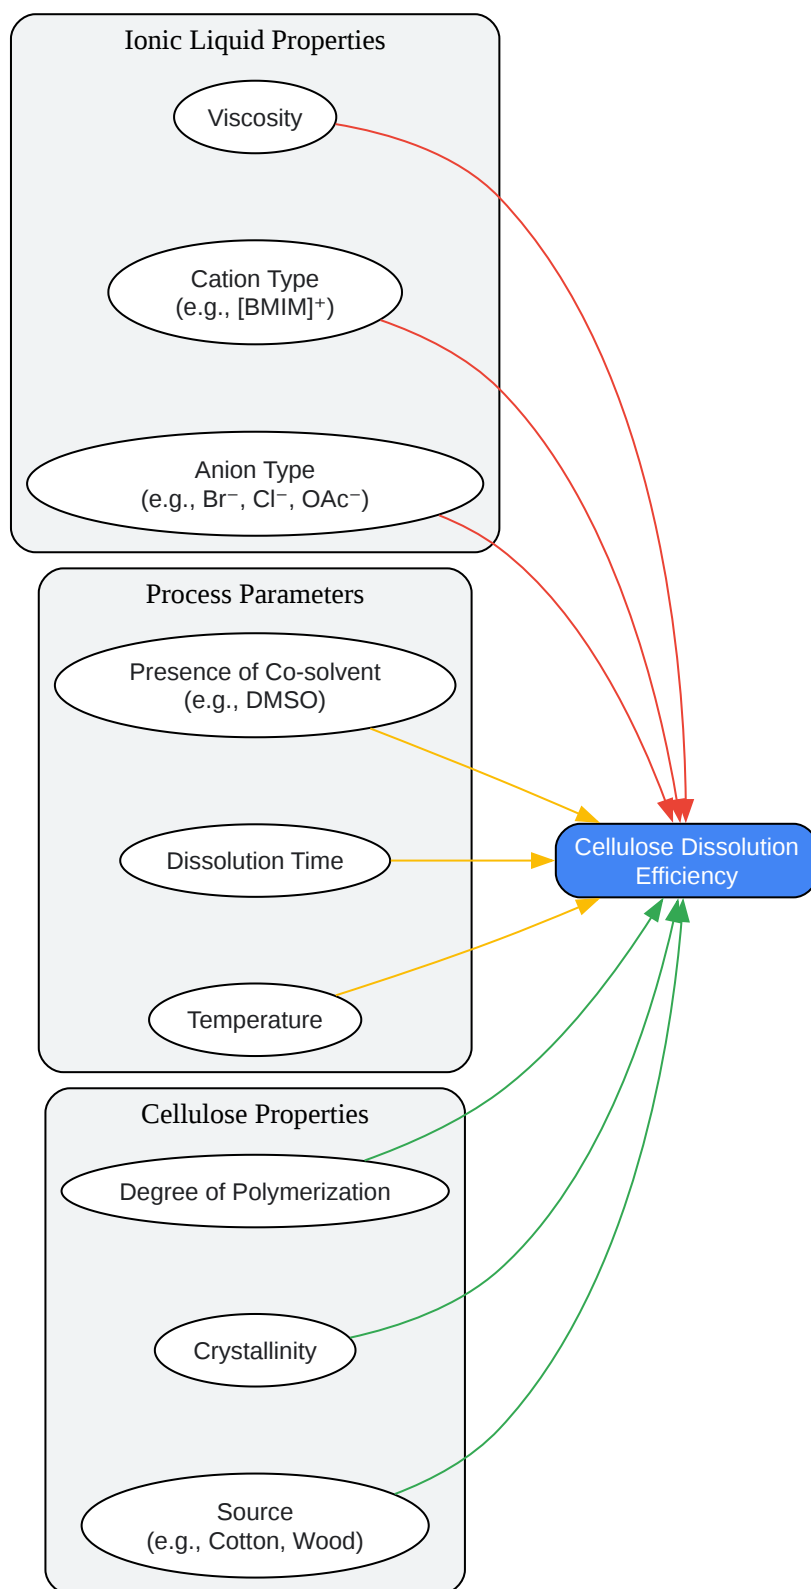 Ionic Liquid Properties
Viscosity
Cation Type
(e.g., [BMIM]⁺)
Anion Type
(e.g., Br⁻, Cl⁻, OAc⁻)
Process Parameters
Presence of Co-solvent
(e.g., DMSO)
Dissolution Time
Temperature
Cellulose Dissolution
Efficiency
Cellulose Properties
Degree of Polymerization
Crystallinity
Source
(e.g., Cotton, Wood)